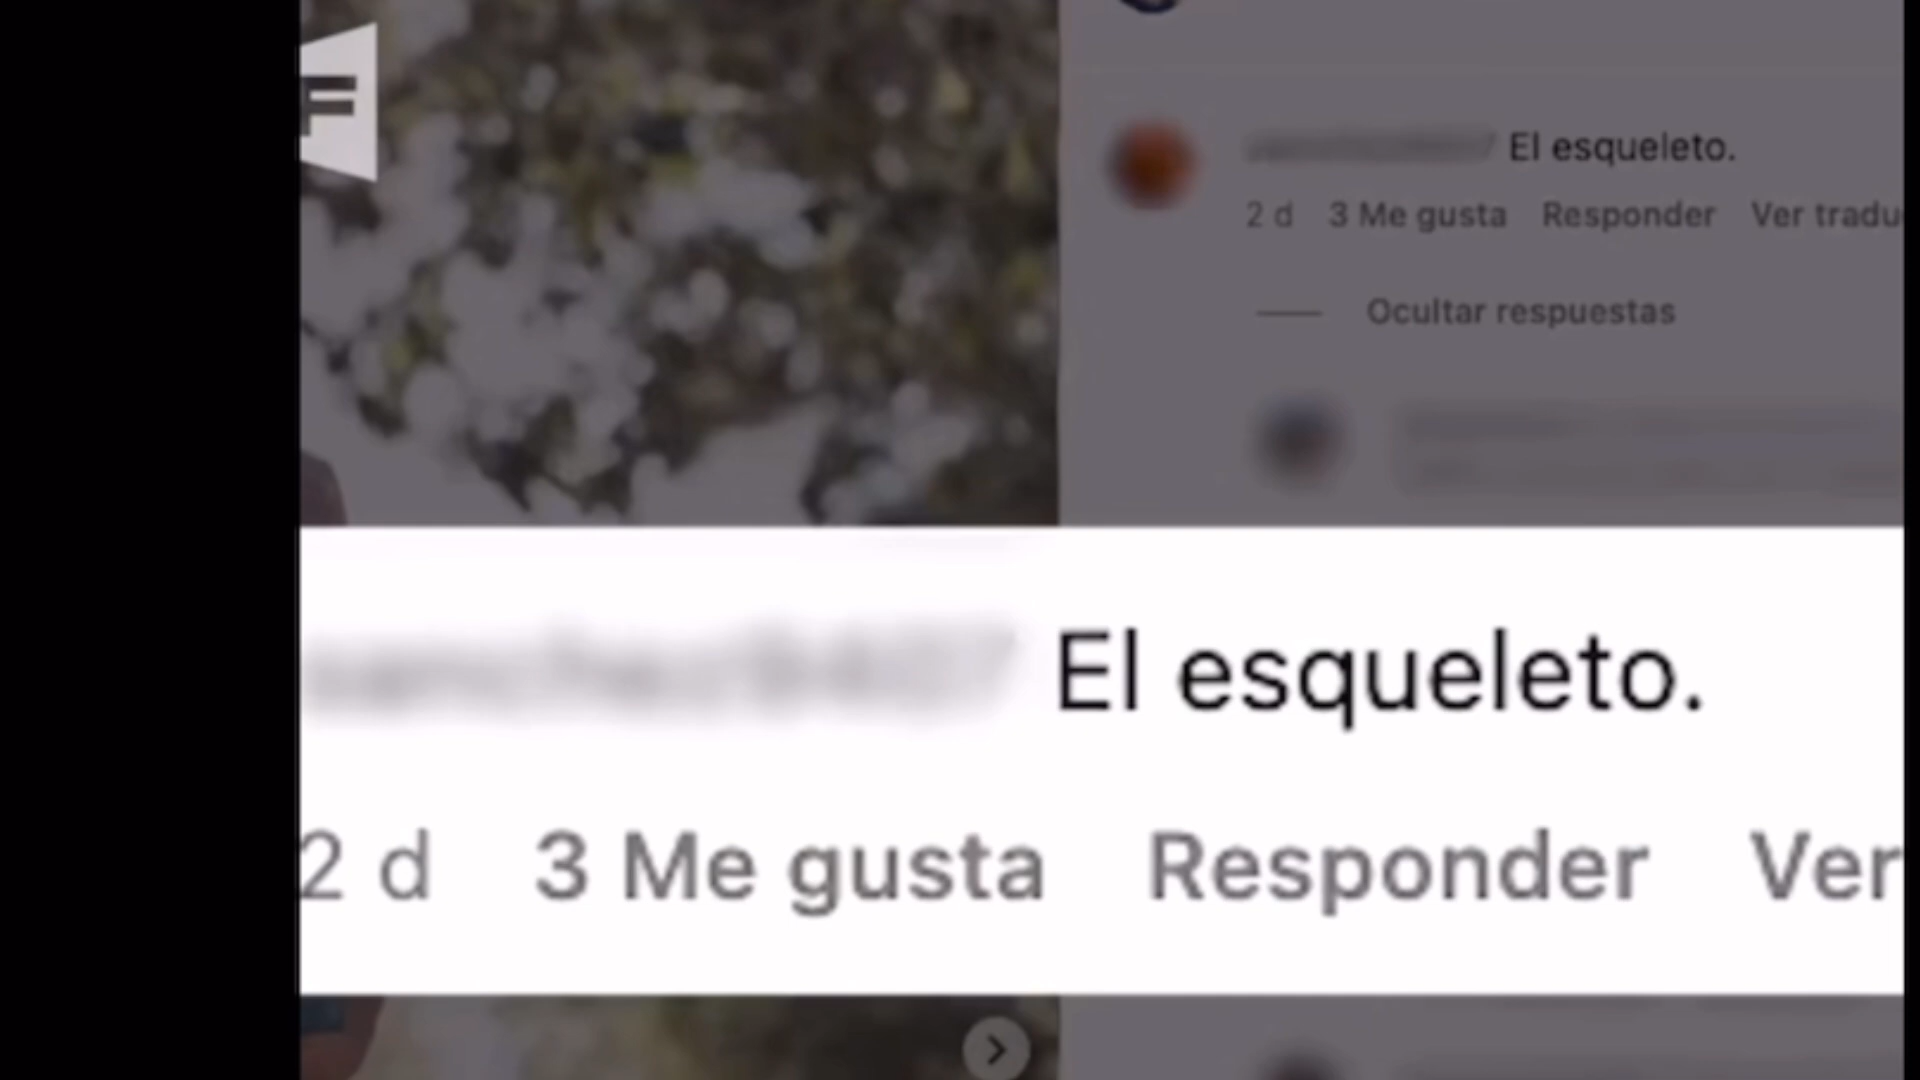 F
El esqueleto.
2 d 3 Me gusta Responder Ver tradu
Ocultar respuestas
El esqueleto.
2 d 3 Me gusta Responder Ver